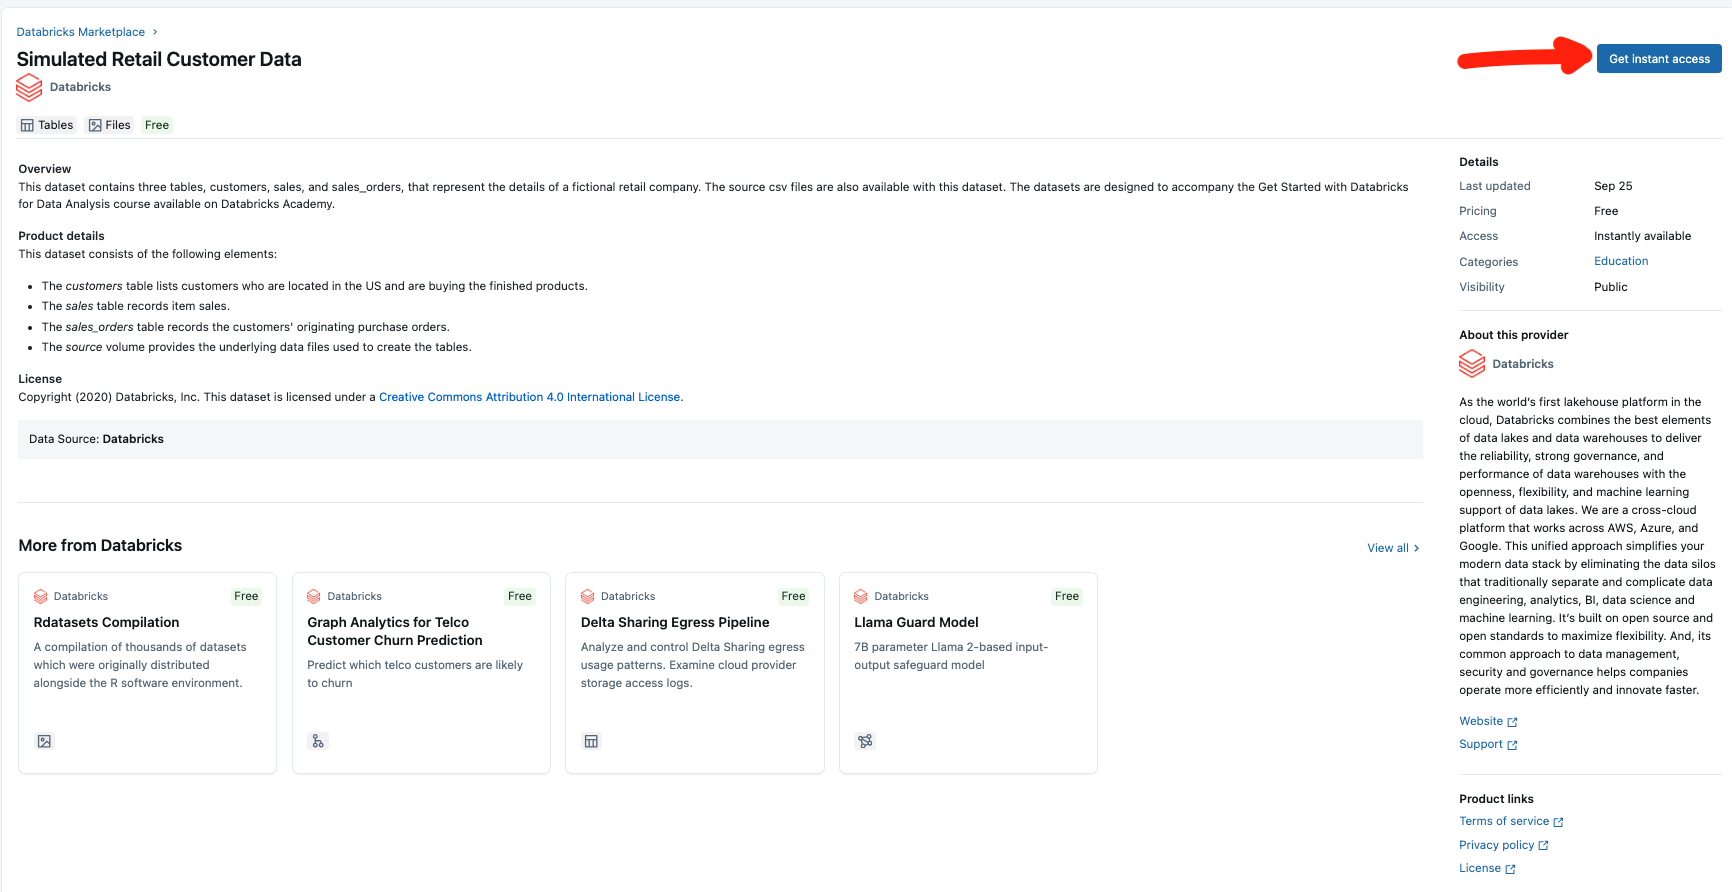 Databricks Marketplace ›
Simulated Retail Customer Data
Get instant access
Databricks
Tables Files Free
Overview
This dataset contains three tables, customers, sales, and sales_orders, that represent the details of a fictional retail company. The source csv files are also available with this dataset. The datasets are designed to accompany the Get Started with Databricks
for Data Analysis course available on Databricks Academy.
Product details
This dataset consists of the following elements:
• The customers table lists customers who are located in the US and are buying the finished products.
• The sales table records item sales.
• The sales_orders table records the customers' originating purchase orders.
• The source volume provides the underlying data files used to create the tables.
License
Copyright (2020) Databricks, Inc. This dataset is licensed under a Creative Commons Attribution 4.0 International License.
Data Source: Databricks
More from Databricks
View all ›
Databricks Free
Rdatasets Compilation
A compilation of thousands of datasets
which were originally distributed
alongside the R software environment.
Databricks Free
Graph Analytics for Telco
Customer Churn Prediction
Predict which telco customers are likely
to churn
Databricks Free
Delta Sharing Egress Pipeline
Analyze and control Delta Sharing egress
usage patterns. Examine cloud provider
storage access logs.
Databricks Free
Llama Guard Model
7B parameter Llama 2-based input-
output safeguard model
Details
Last updated Sep 25
Pricing Free
Access Instantly available
Categories Education
Visibility Public
About this provider
Databricks
As the world's first lakehouse platform in the
cloud, Databricks combines the best elements
of data lakes and data warehouses to deliver
the reliability, strong governance, and
performance of data warehouses with the
openness, flexibility, and machine learning
support of data lakes. We are a cross-cloud
platform that works across AWS, Azure, and
Google. This unified approach simplifies your
modern data stack by eliminating the data silos
that traditionally separate and complicate data
engineering, analytics, BI, data science and
machine learning. It's built on open source and
open standards to maximize flexibility. And, its
common approach to data management,
security and governance helps companies
operate more efficiently and innovate faster.
Website
Support
Product links
Terms of service
Privacy policy
License